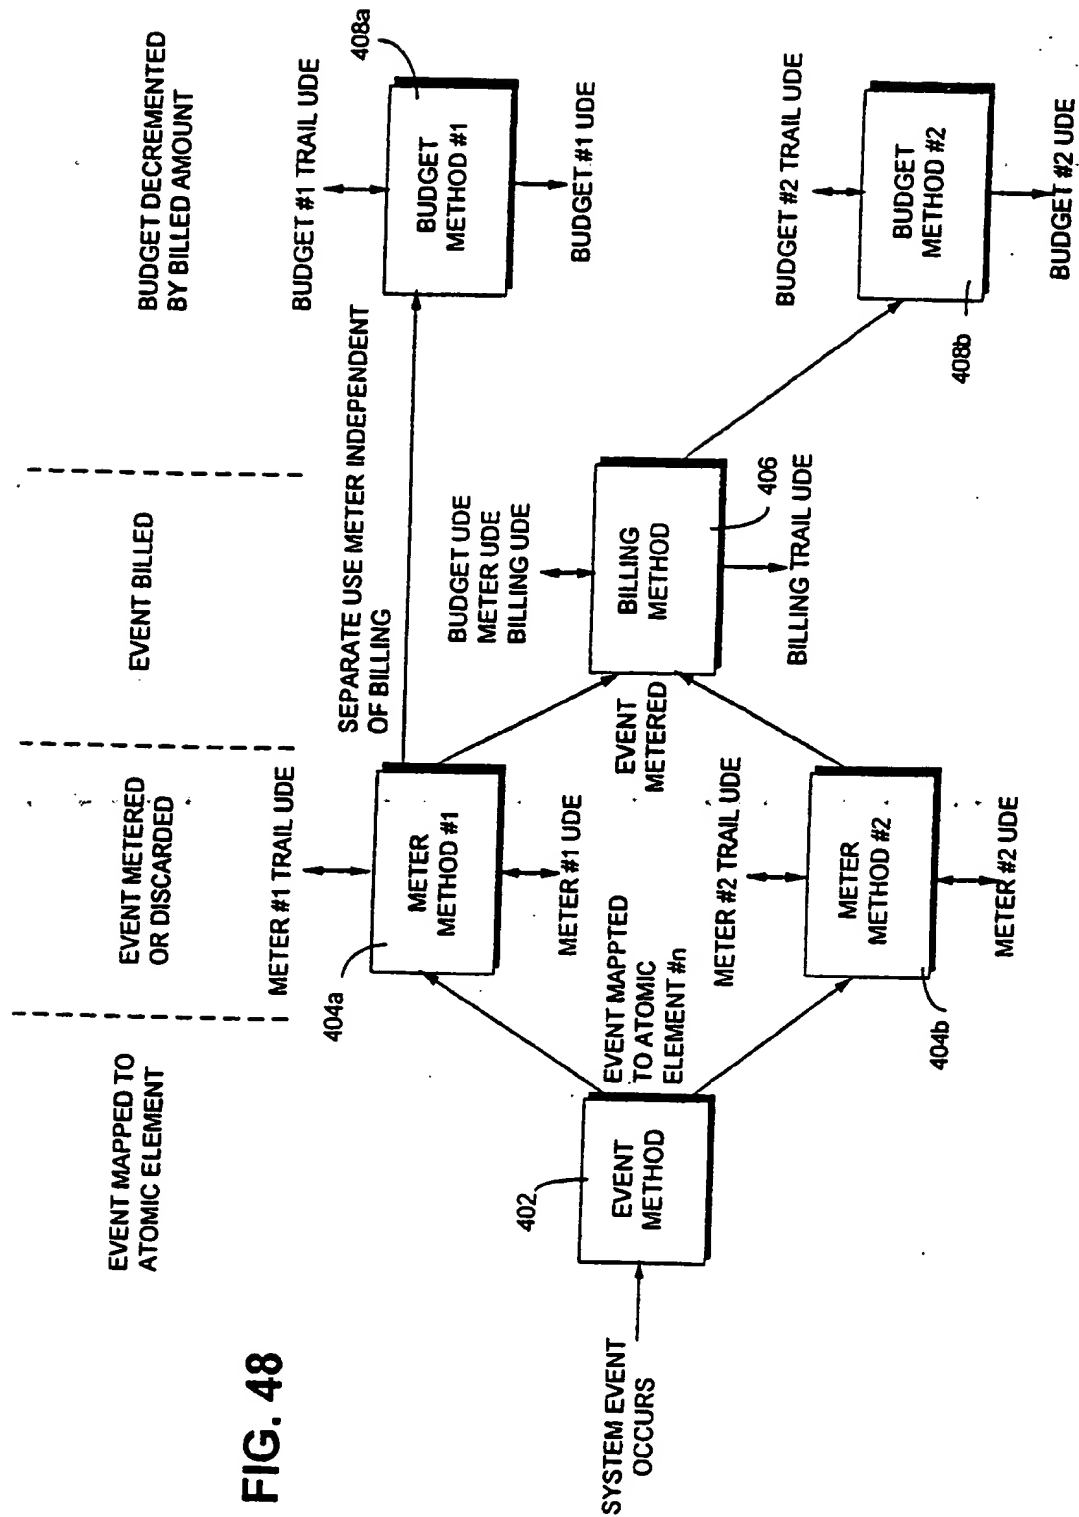 FIG. 48
EVENT MAPPED TO
ATOMIC ELEMENT
EVENT METERED
OR DISCARDED
EVENT BILLED
BUDGET DECREMENTED
BY BILLED AMOUNT
SYSTEM EVENT
OCCURS
402
EVENT
METHOD
EVENT MAPPTED
TO ATOMIC
ELEMENT #n
METER #1 TRAIL UDE
404a
METER
METHOD #1
METER #1 UDE
METER #2 TRAIL UDE
METER
METHOD #2
404b
METER #2 UDE
SEPARATE USE METER INDEPENDENT
OF BILLING
EVENT
METERED
BUDGET UDE
METER UDE
BILLING UDE
BILLING
METHOD
406
BILLING TRAIL UDE
BUDGET #1 TRAIL UDE
408a
BUDGET
METHOD #1
BUDGET #1 UDE
BUDGET #2 TRAIL UDE
BUDGET
METHOD #2
408b
BUDGET #2 UDE